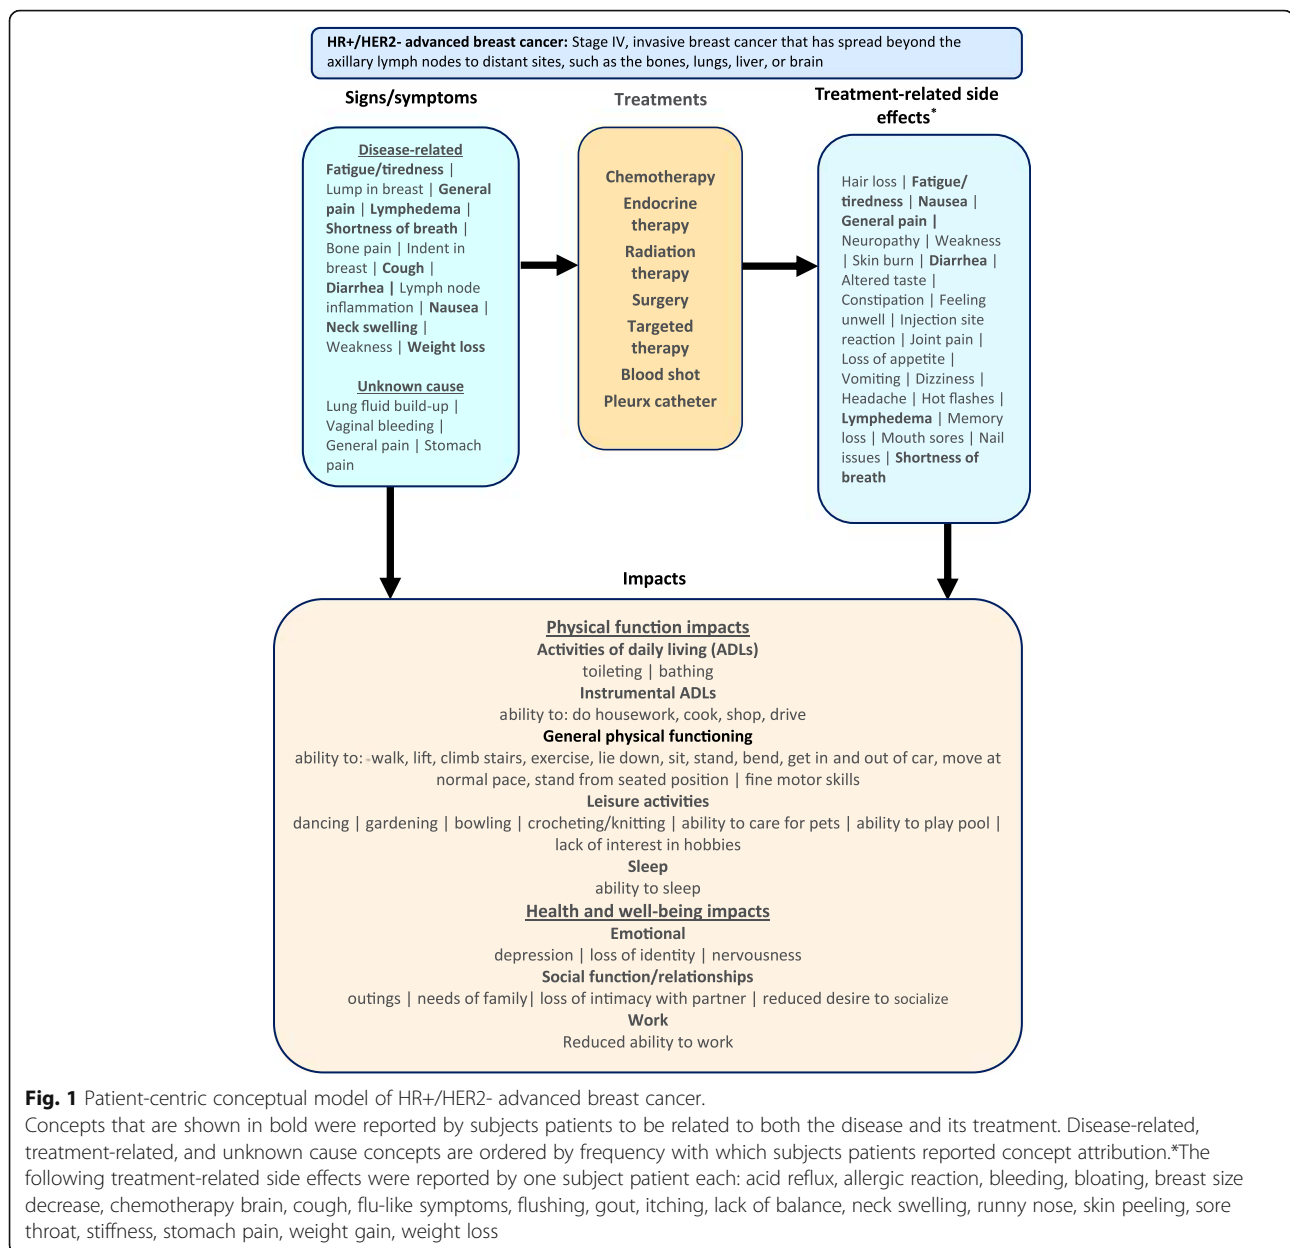 HR+/HER2- advanced breast cancer: Stage IV, invasive breast cancer that has spread beyond the
axillary lymph nodes to distant sites, such as the bones, lungs, liver, or brain
Signs/symptoms
Disease-related
Fatigue/tiredness |
Lump in breast | General
pain | Lymphedema |
Shortness of breath |
Bone pain | Indent in
breast | Cough |
Diarrhea | Lymph node
inflammation | Nausea |
Neck swelling |
Weakness | Weight loss
Unknown cause
Lung fluid build-up |
Vaginal bleeding |
General pain | Stomach
pain
Treatments
Chemotherapy
Endocrine
therapy
Radiation
therapy
Surgery
Targeted
therapy
Blood shot
Pleurx catheter
Treatment-related side
effects*
Hair loss | Fatigue/
tiredness | Nausea |
General pain |
Neuropathy | Weakness
| Skin burn | Diarrhea |
Altered taste |
Constipation | Feeling
unwell | Injection site
reaction | Joint pain |
Loss of appetite |
Vomiting | Dizziness |
Headache | Hot flashes |
Lymphedema | Memory
loss | Mouth sores | Nail
issues | Shortness of
breath
Impacts
Physical function impacts
Activities of daily living (ADLs)
toileting | bathing
Instrumental ADLs
ability to: do housework, cook, shop, drive
General physical functioning
ability to: walk, lift, climb stairs, exercise, lie down, sit, stand, bend, get in and out of car, move at
normal pace, stand from seated position | fine motor skills
Leisure activities
dancing | gardening | bowling | crocheting/knitting | ability to care for pets | ability to play pool |
lack of interest in hobbies
Sleep
ability to sleep
Health and well-being impacts
Emotional
depression | loss of identity | nervousness
Social function/relationships
outings | needs of family| loss of intimacy with partner | reduced desire to socialize
Work
Reduced ability to work
Fig. 1 Patient-centric conceptual model of HR+/HER2- advanced breast cancer.
Concepts that are shown in bold were reported by subjects patients to be related to both the disease and its treatment. Disease-related,
treatment-related, and unknown cause concepts are ordered by frequency with which subjects patients reported concept attribution.*The
following treatment-related side effects were reported by one subject patient each: acid reflux, allergic reaction, bleeding, bloating, breast size
decrease, chemotherapy brain, cough, flu-like symptoms, flushing, gout, itching, lack of balance, neck swelling, runny nose, skin peeling, sore
throat, stiffness, stomach pain, weight gain, weight loss